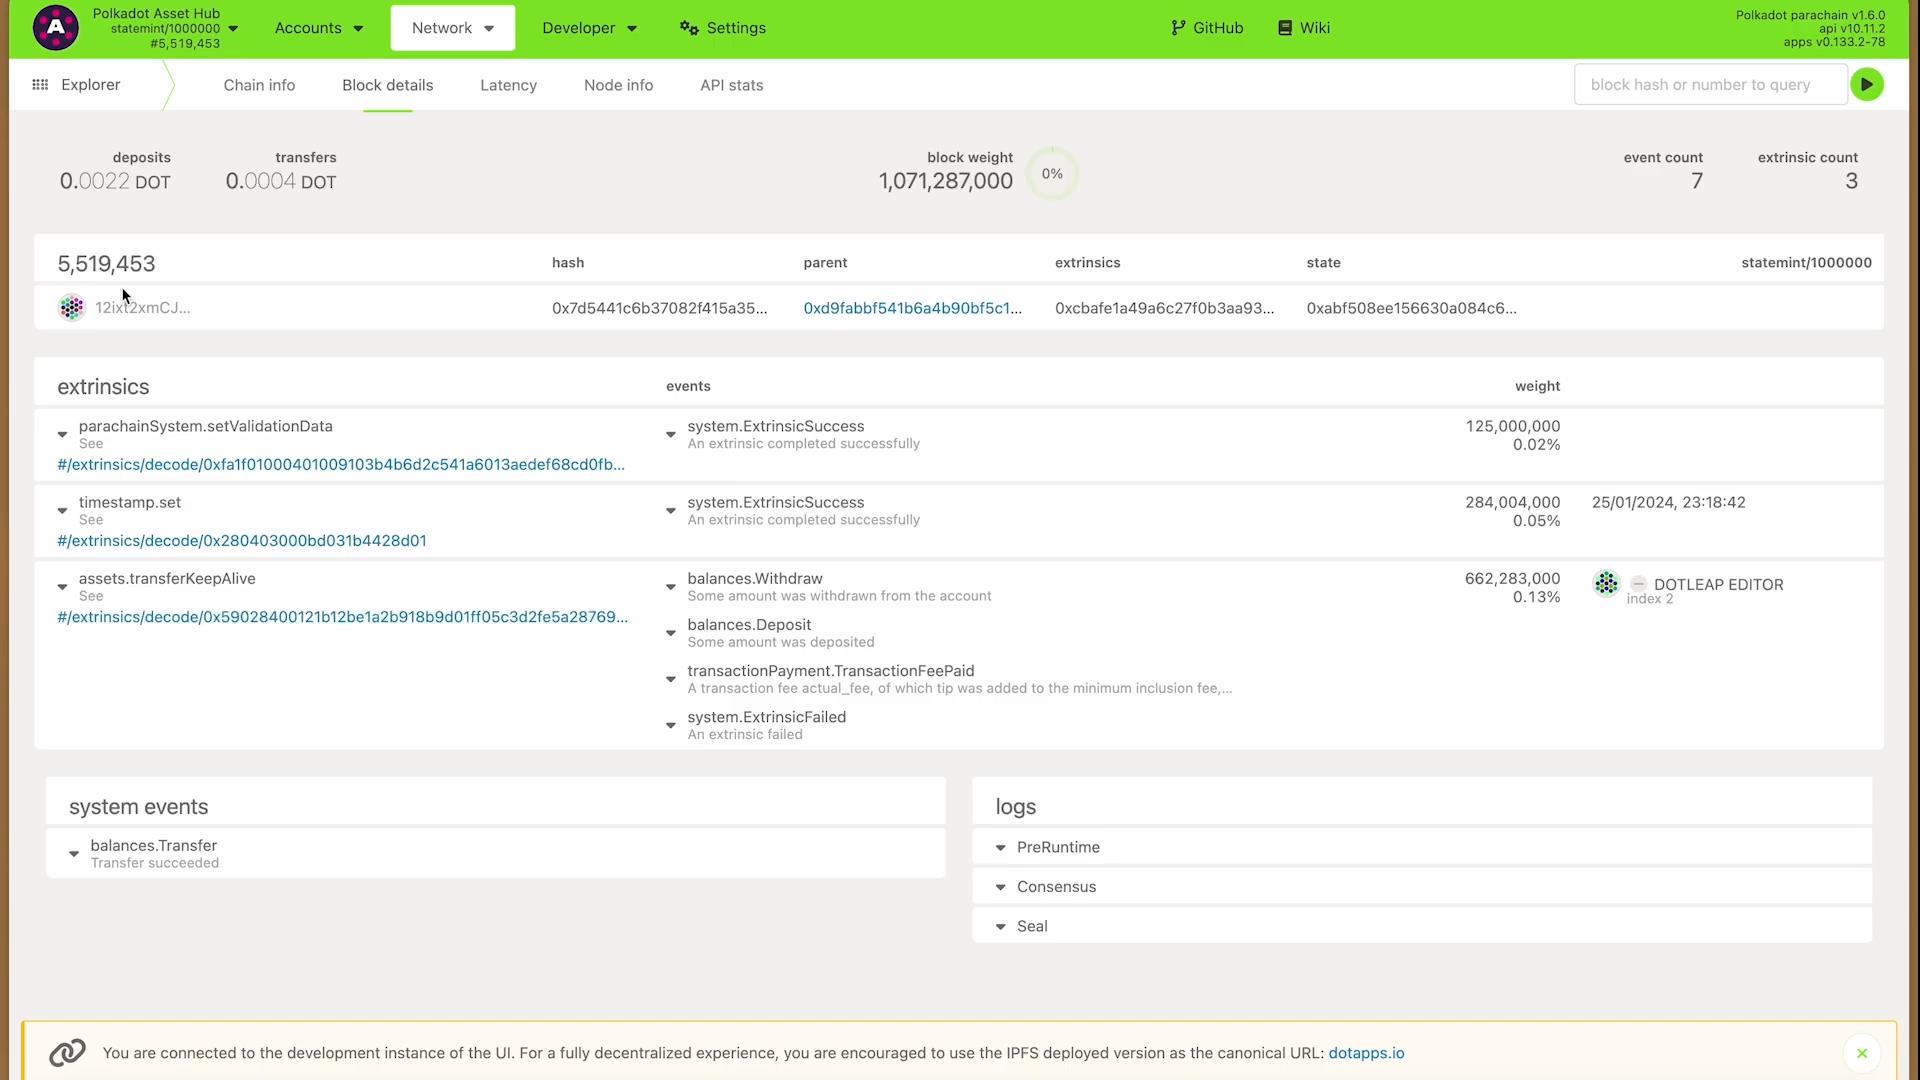 Polkadot Asset Hub
statemint/1000000
#5,519,453
Accounts
Network
Developer
Settings
GitHub
Wiki
Polkadot parachain v1.6.0
api v10.11.2
apps v0.133.2-78
Explorer
Chain info
Block details
Latency
Node info
API stats
block hash or number to query
deposits
0.0022 DOT
transfers
0.0004 DOT
block weight
1,071,287,000
0%
event count
7
extrinsic count
3
5,519,453
hash
parent
extrinsics
state
statemint/1000000
12ixt2xmCJ...
0x7d5441c6b37082f415a35...
0xd9fabbf541b6a4b90bf5c1...
0xcbafe1a49a6c27f0b3aa93...
0xabf508ee156630a084c6...
extrinsics
events
weight
parachainSystem.setValidationData
See
#/extrinsics/decode/0xfa1f01000401009103b4b6d2c541a6013aedef68cd0fb...
system.ExtrinsicSuccess
An extrinsic completed successfully
125,000,000
0.02%
timestamp.set
See
#/extrinsics/decode/0x280403000bd031b4428d01
system.ExtrinsicSuccess
An extrinsic completed successfully
284,004,000
0.05%
25/01/2024, 23:18:42
assets.transferKeepAlive
See
#/extrinsics/decode/0x59028400121b12be1a2b918b9d01ff05c3d2fe5a28769...
balances.Withdraw
Some amount was withdrawn from the account
balances.Deposit
Some amount was deposited
transactionPayment.TransactionFeePaid
A transaction fee actual_fee, of which tip was added to the minimum inclusion fee,...
system.ExtrinsicFailed
An extrinsic failed
662,283,000
0.13%
DOTLEAP EDITOR
index 2
system events
balances.Transfer
Transfer succeeded
logs
PreRuntime
Consensus
Seal
You are connected to the development instance of the UI. For a fully decentralized experience, you are encouraged to use the IPFS deployed version as the canonical URL: dotapps.io